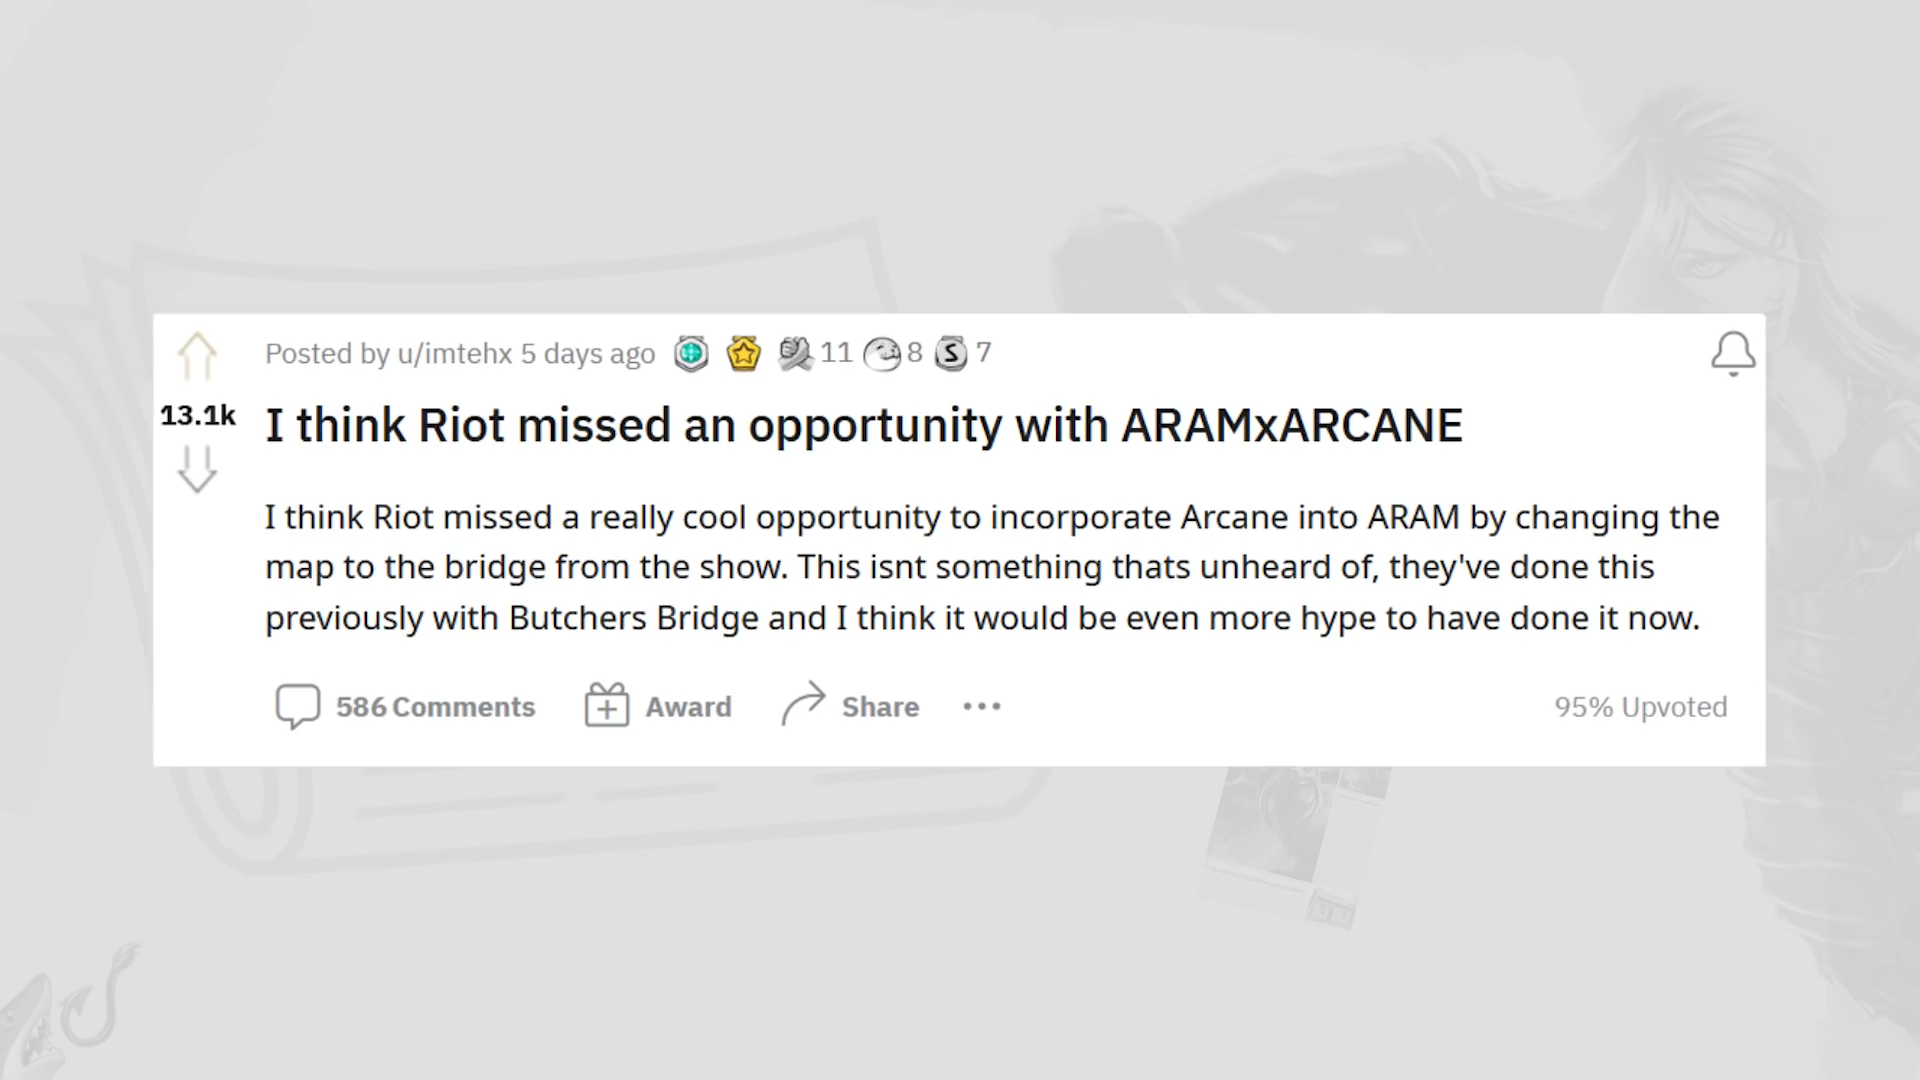 Posted by u/imtehx 5 days ago 11 8 S 7
13.1k
I think Riot missed an opportunity with ARAMxARCANE
I think Riot missed a really cool opportunity to incorporate Arcane into ARAM by changing the
map to the bridge from the show. This isnt something thats unheard of, they've done this
previously with Butchers Bridge and I think it would be even more hype to have done it now.
586 Comments Award Share ••• 95% Upvoted